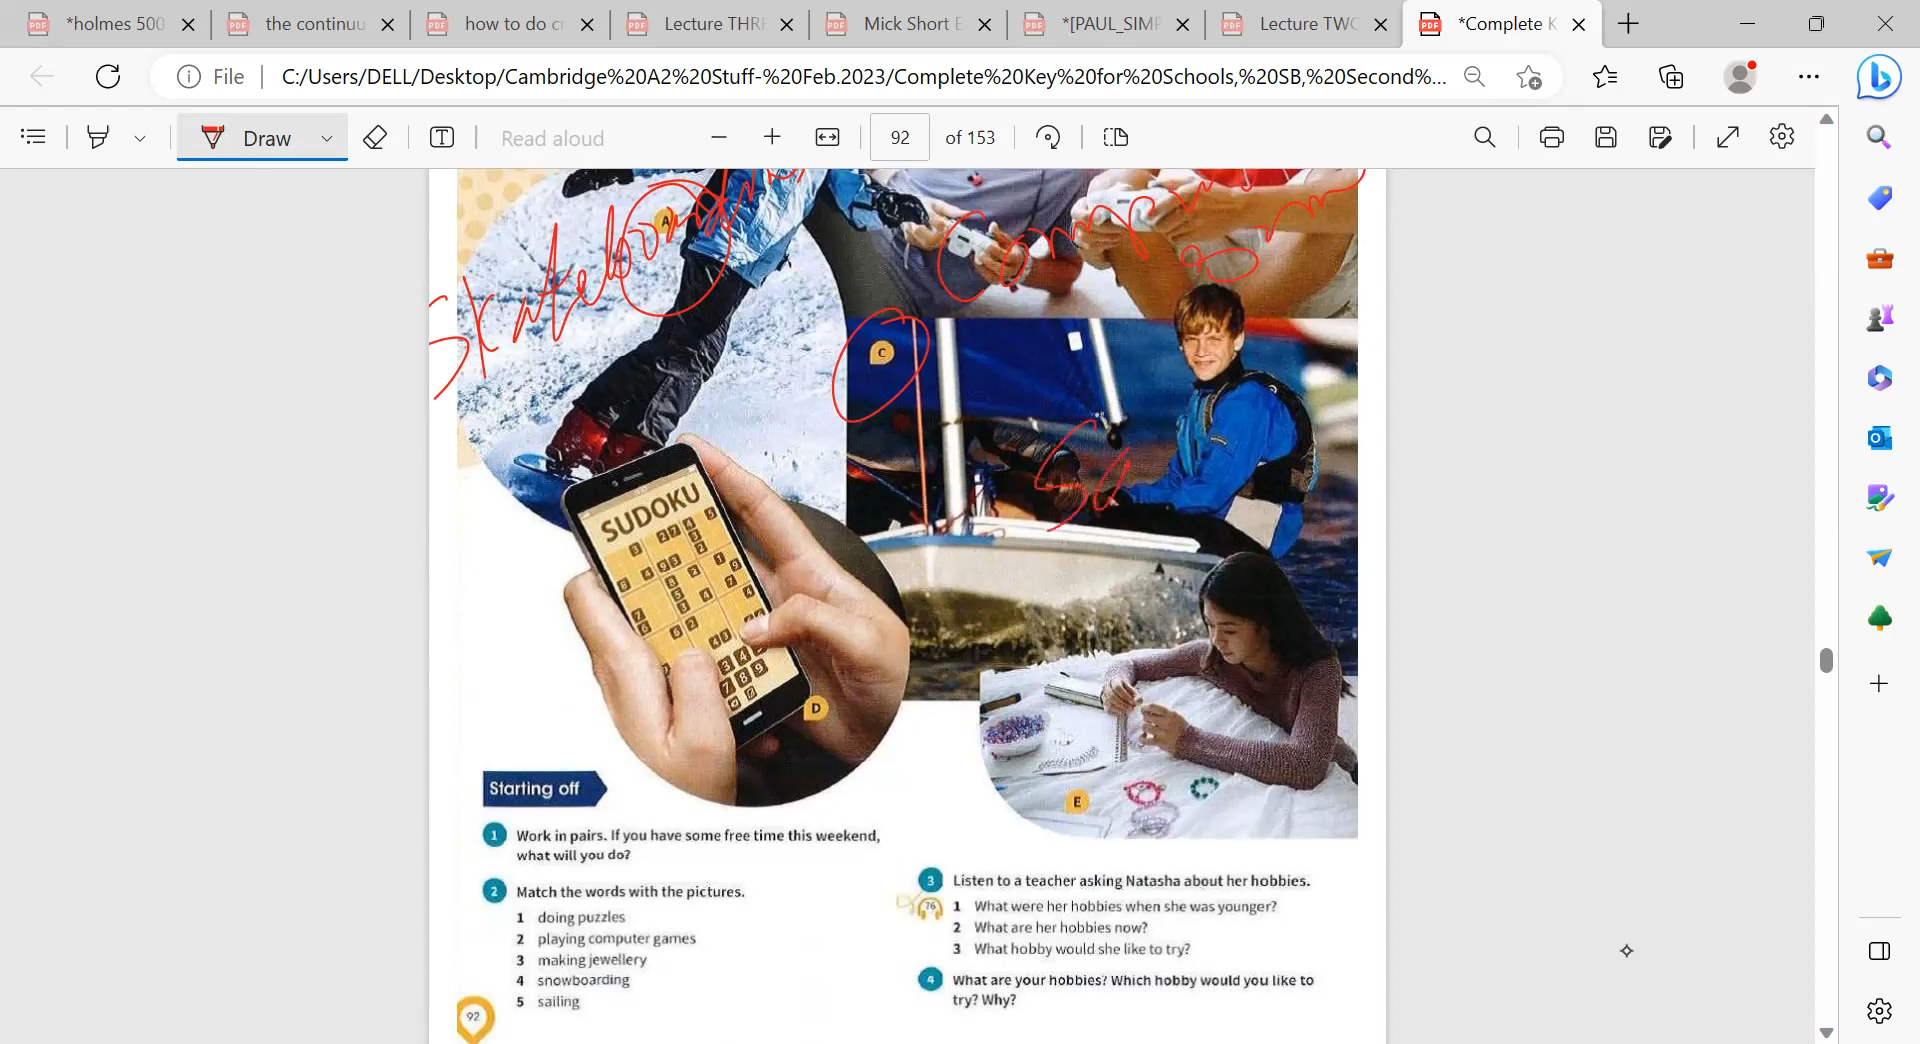 *holmes 500
the continuu
how to do cr
Lecture THRE
Mick Short E
*[PAUL_SIMP
Lecture TWO
*Complete K
File
C:/Users/DELL/Desktop/Cambridge%20A2%20Stuff-%20Feb.2023/Complete%20Key%20for%20Schools,%20SB,%20Second%...
Draw
Read aloud
92 of 153
Skateboarding
A
C
Sa
SUDOKU
D
E
Starting off
1 Work in pairs. If you have some free time this weekend,
what will you do?
2 Match the words with the pictures.
1 doing puzzles
2 playing computer games
3 making jewellery
4 snowboarding
5 sailing
92
3 Listen to a teacher asking Natasha about her hobbies.
76
1 What were her hobbies when she was younger?
2 What are her hobbies now?
3 What hobby would she like to try?
4 What are your hobbies? Which hobby would you like to
try? Why?